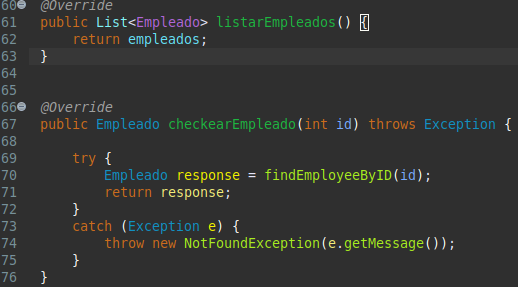 60 @Override
61 public List<Empleado> listarEmpleados() {
62     return empleados;
63 }
64
65
66 @Override
67 public Empleado checkearEmpleado(int id) throws Exception {
68
69     try {
70         Empleado response = findEmployeeByID(id);
71         return response;
72     }
73     catch (Exception e) {
74         throw new NotFoundException(e.getMessage());
75     }
76 }